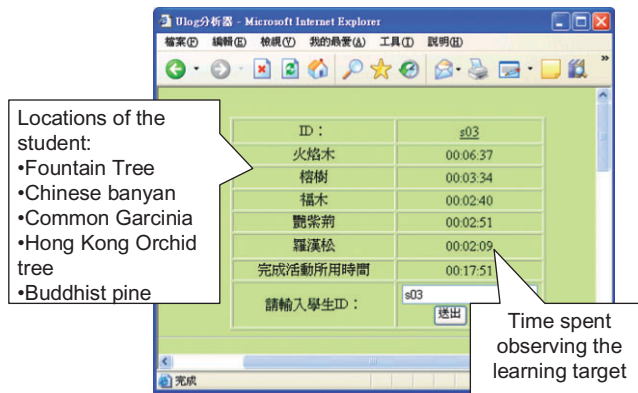 Ulog分析器 - Microsoft Internet Explorer
檔案(F) 編輯(E) 檢視(V) 我的最愛(A) 工具(T) 說明(H)
»
Locations of the
student:
•Fountain Tree
•Chinese banyan
•Common Garcinia
•Hong Kong Orchid
tree
•Buddhist pine
ID： s03
火焰木 00:06:37
榕樹 00:03:34
福木 00:02:40
艷紫荊 00:02:51
羅漢松 00:02:09
完成活動所用時間 00:17:51
請輸入學生ID： s03
送出
Time spent
observing the
learning target
完成